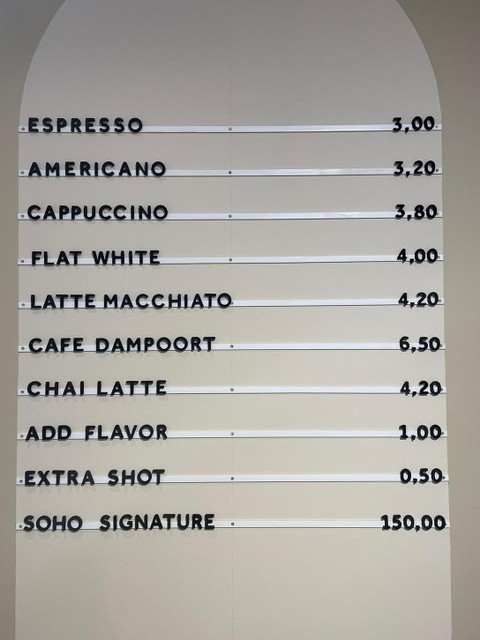 ESPRESSO 3,00
AMERICANO 3,20
CAPPUCCINO 3,80
FLAT WHITE 4,00
LATTE MACCHIATO 4,20
CAFE DAMPOORT 6,50
CHAI LATTE 4,20
ADD FLAVOR 1,00
EXTRA SHOT 0,50
SOHO SIGNATURE 150,00